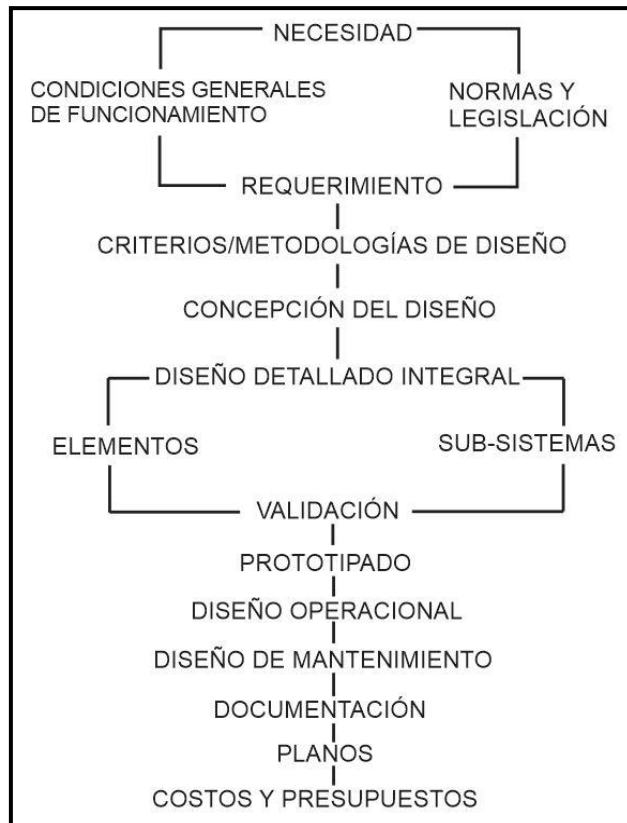 NECESIDAD
CONDICIONES GENERALES
DE FUNCIONAMIENTO
NORMAS Y
LEGISLACIÓN
REQUERIMIENTO
CRITERIOS/METODOLOGÍAS DE DISEÑO
CONCEPCIÓN DEL DISEÑO
DISEÑO DETALLADO INTEGRAL
ELEMENTOS
SUB-SISTEMAS
VALIDACIÓN
PROTOTIPADO
DISEÑO OPERACIONAL
DISEÑO DE MANTENIMIENTO
DOCUMENTACIÓN
PLANOS
COSTOS Y PRESUPUESTOS